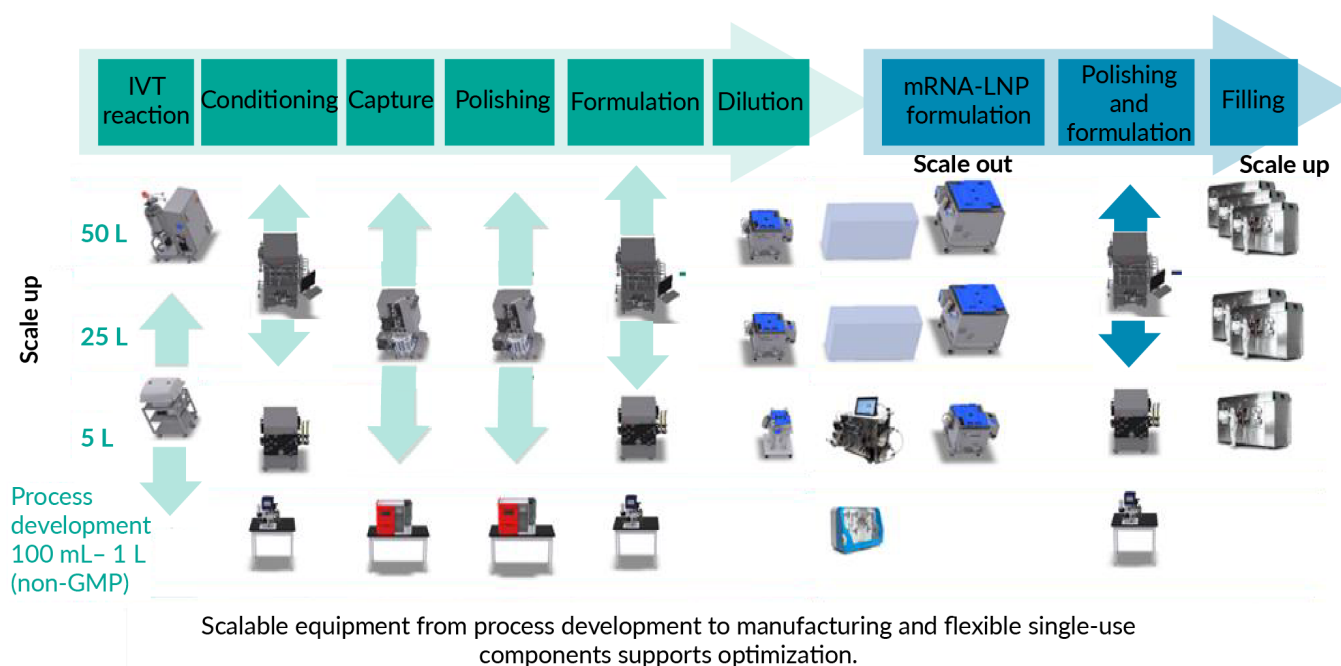 IVT
reaction
Conditioning
Capture
Polishing
Formulation
Dilution
mRNA-LNP
formulation
Polishing
and
formulation
Filling
Scale out
Scale up
Scale up
50 L
25 L
5 L
Process
development
100 mL– 1 L
(non-GMP)
Scalable equipment from process development to manufacturing and flexible single-use
components supports optimization.